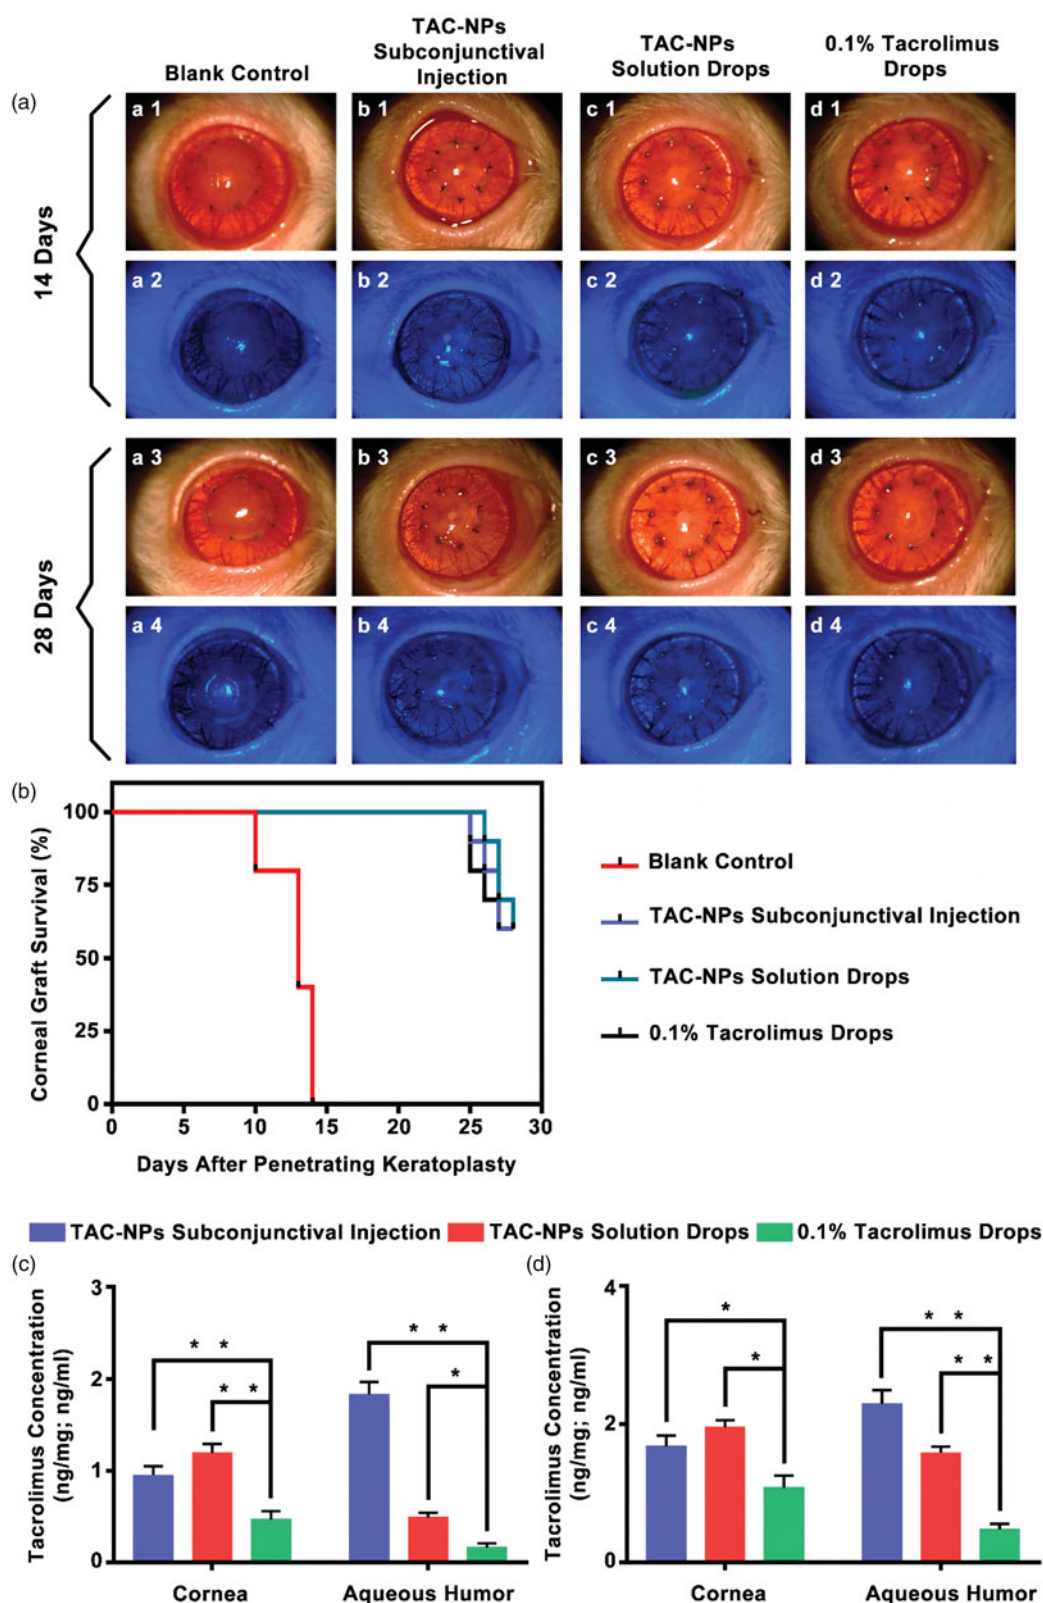 Blank Control
TAC-NPs
Subconjunctival
Injection
TAC-NPs
Solution Drops
0.1% Tacrolimus
Drops
(a)
14 Days
a 1
b 1
c 1
d 1
a 2
b 2
c 2
d 2
28 Days
a 3
b 3
c 3
d 3
a 4
b 4
c 4
d 4
(b)
Corneal Graft Survival (%)
100
75
50
25
0
0 5 10 15 20 25 30
Days After Penetrating Keratoplasty
Blank Control
TAC-NPs Subconjunctival Injection
TAC-NPs Solution Drops
0.1% Tacrolimus Drops
TAC-NPs Subconjunctival Injection
TAC-NPs Solution Drops
0.1% Tacrolimus Drops
(c)
Tacrolimus Concentration
(ng/mg; ng/ml)
3
2
1
0
* *
* *
* *
*
Cornea
Aqueous Humor
(d)
Tacrolimus Concentration
(ng/mg; ng/ml)
4
2
0
*
*
* *
* *
Cornea
Aqueous Humor